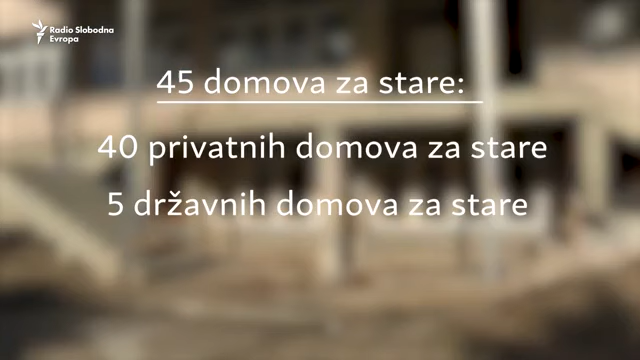 Radio Slobodna
Evropa
45 domova za stare:
40 privatnih domova za stare
5 državnih domova za stare